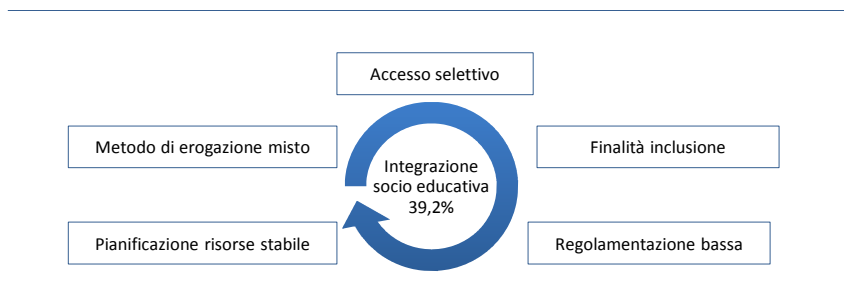 Accesso selettivo
Metodo di erogazione misto
Finalità inclusione
Integrazione
socio educativa
39,2%
Pianificazione risorse stabile
Regolamentazione bassa